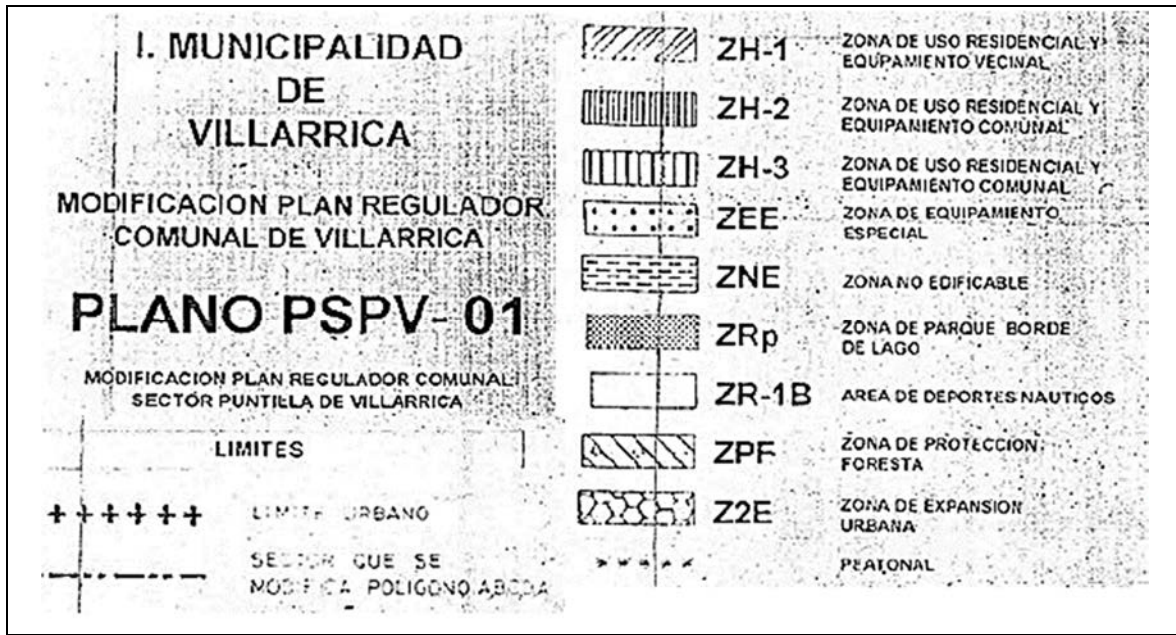 I. MUNICIPALIDAD
DE
VILLARRICA
MODIFICACION PLAN REGULADOR
COMUNAL DE VILLARRICA
PLANO PSPV-01
MODIFICACION PLAN REGULADOR COMUNAL
SECTOR PUNTILLA DE VILLARRICA
LIMITES
LIMITE URBANO
SECTOR QUE SE
MODIFICA POLIGONO
ZH-1 ZONA DE USO RESIDENCIAL Y
EQUPAMIENTO VECINAL
ZH-2 ZONA DE USO RESIDENCIAL Y
EQUIPAMIENTO COMUNAL
ZH-3 ZONA DE USO RESIDENCIAL Y
EQUIPAMIENTO COMUNAL
ZEE ZONA DE EQUIPAMIENTO
ESPECIAL
ZNE ZONA NO EDIFICABLE
ZRp ZONA DE PARQUE BORDE
DE LAGO
ZR-1B AREA DE DEPORTES NAUTICOS
ZPF ZONA DE PROTECCION
FORESTA
Z2E ZONA DE EXPANSION
URBANA
PEATONAL